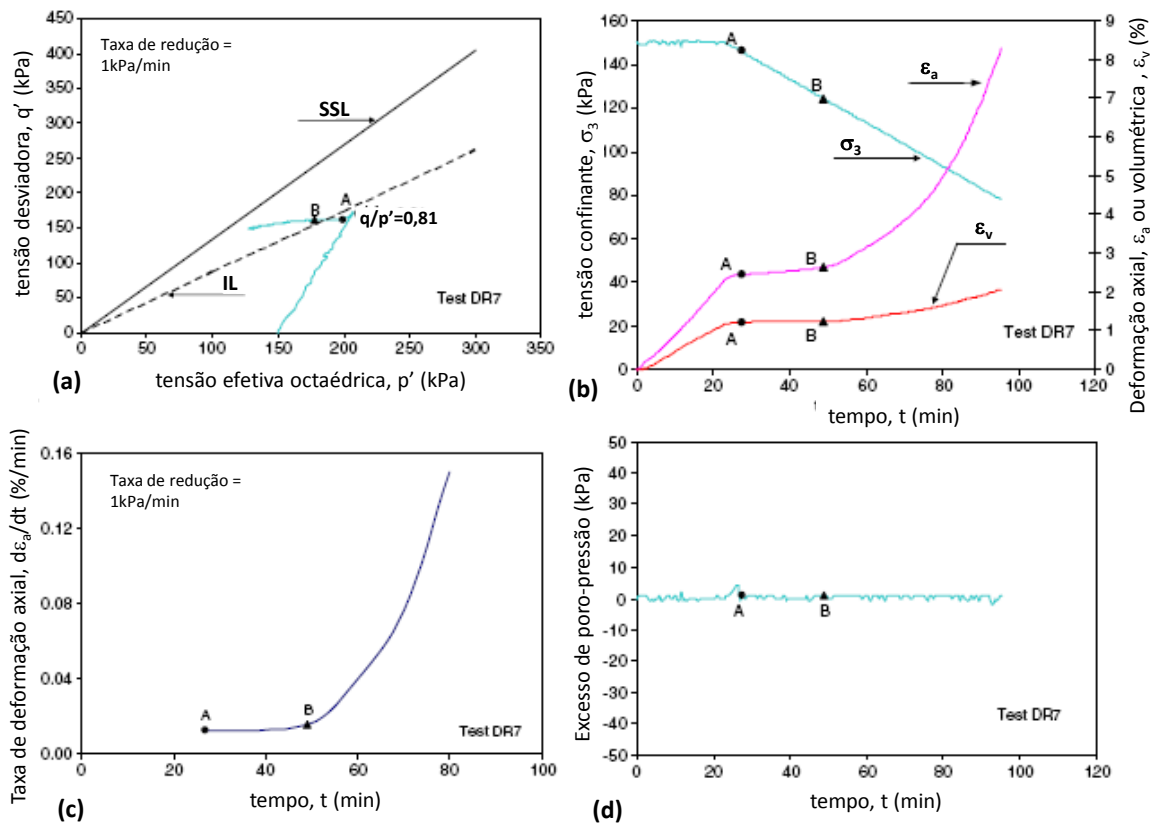 tensão desviadora, q' (kPa)
450
400
350
300
250
200
150
100
50
0
Taxa de redução =
1kPa/min
SSL
B
A
q/p'=0,81
IL
Test DR7
0
50
100
150
200
250
300
350
(a)
tensão efetiva octaédrica, p' (kPa)
tensão confinante, σ3 (kPa)
160
140
120
100
80
60
40
20
0
A
εa
B
σ3
A
B
εv
A
B
Test DR7
9
8
7
6
5
4
3
2
1
0
Deformação axial, εa ou volumétrica , εv (%)
0
20
40
60
80
100
120
(b)
tempo, t (min)
Taxa de deformação axial, dεa/dt (%/min)
0.16
0.12
0.08
0.04
0.00
Taxa de redução =
1kPa/min
A
B
Test DR7
0
20
40
60
80
100
(c)
tempo, t (min)
Excesso de poro-pressão (kPa)
50
40
30
20
10
0
-10
-20
-30
-40
-50
A
B
Test DR7
0
20
40
60
80
100
120
(d)
tempo, t (min)